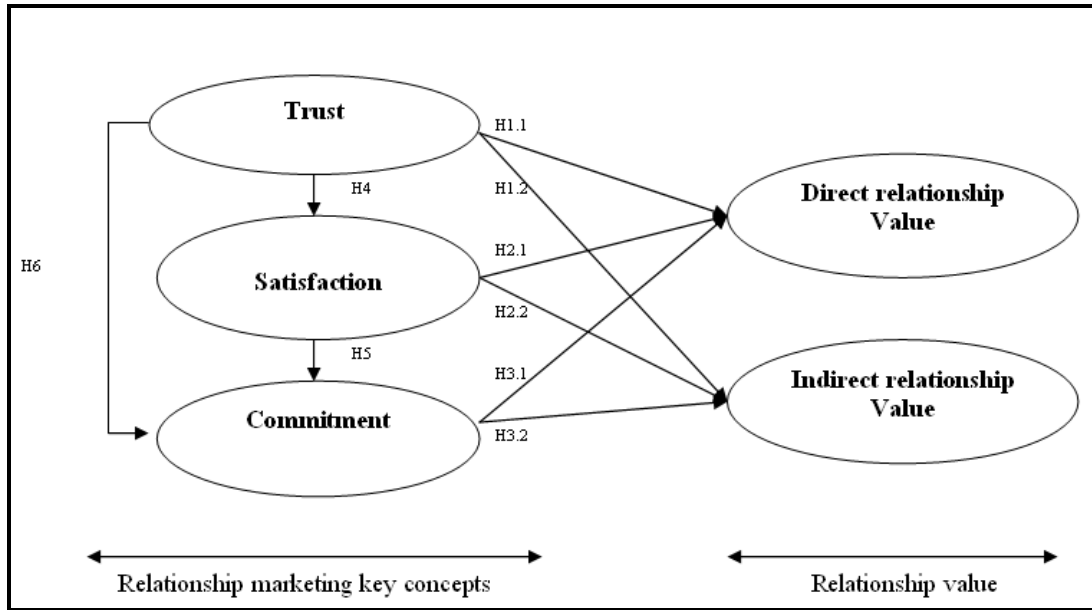 Trust
H1.1
H1.2
Direct relationship
Value
H4
H6
Satisfaction
H2.1
H2.2
H5
H3.1
Indirect relationship
Value
Commitment
H3.2
Relationship marketing key concepts
Relationship value